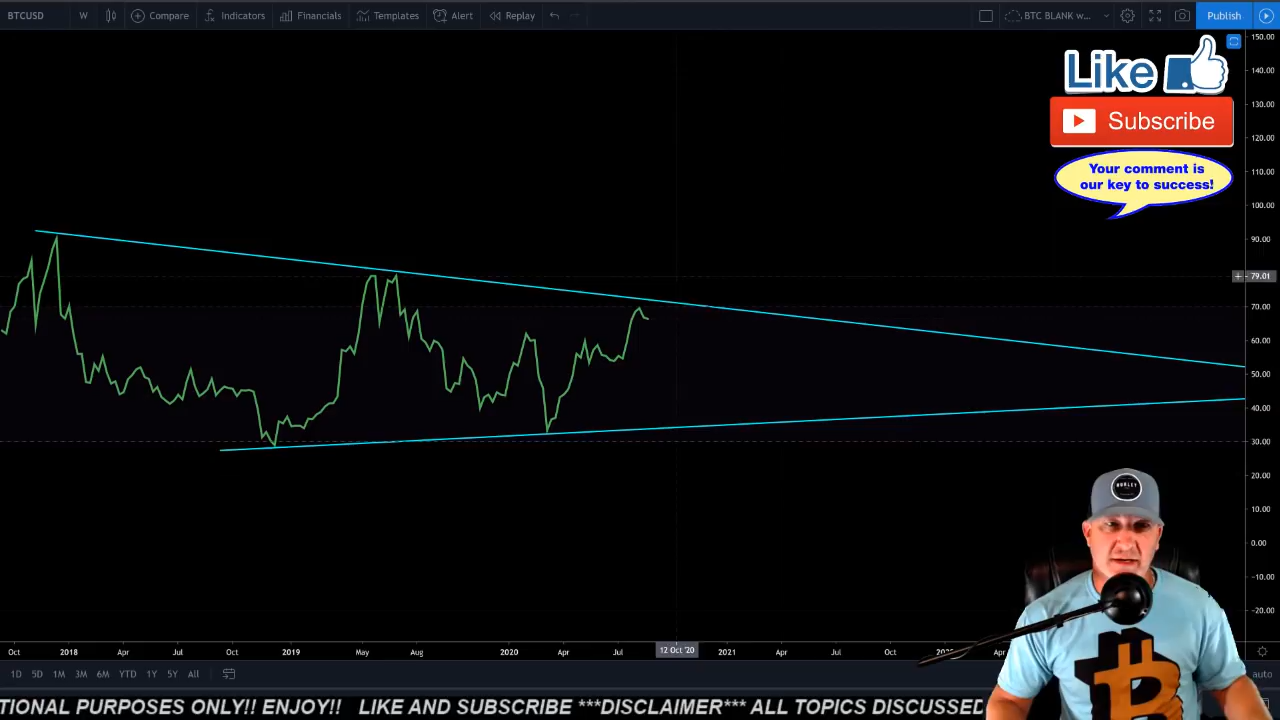 BTCUSD W Compare Indicators Financials Templates Alert Replay BTC BLANK w... Publish
150.00
140.00
130.00
120.00
110.00
100.00
90.00
79.01
70.00
60.00
50.00
40.00
30.00
20.00
10.00
0.00
-10.00
-20.00
Like
Subscribe
Your comment is
our key to success!
HURLEY
Oct 2018 Apr Jul Oct 2019 May Aug 2020 Apr Jul 12 Oct '20 2021 Apr Jul Oct Apr
1D 5D 1M 3M 6M YTD 1Y 5Y All auto
TIONAL PURPOSES ONLY!! ENJOY!! LIKE AND SUBSCRIBE ***DISCLAIMER*** ALL TOPICS DISCUSSED